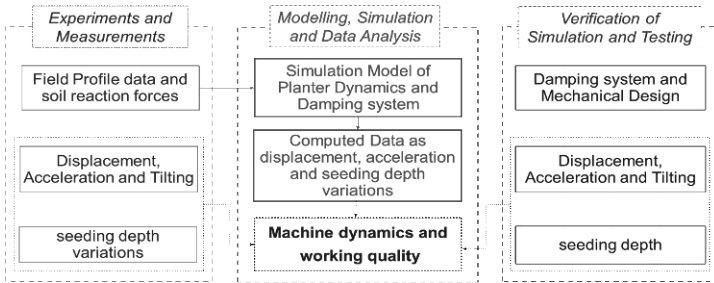 Experiments and
Measurements
Field Profile data and
soil reaction forces
Displacement,
Acceleration and Tilting
seeding depth
variations
Modelling, Simulation
and Data Analysis
Simulation Model of
Planter Dynamics and
Damping system
Computed Data as
displacement, acceleration
and seeding depth
variations
Machine dynamics and
working quality
Verification of
Simulation and Testing
Damping system and
Mechanical Design
Displacement,
Acceleration and Tilting
seeding depth